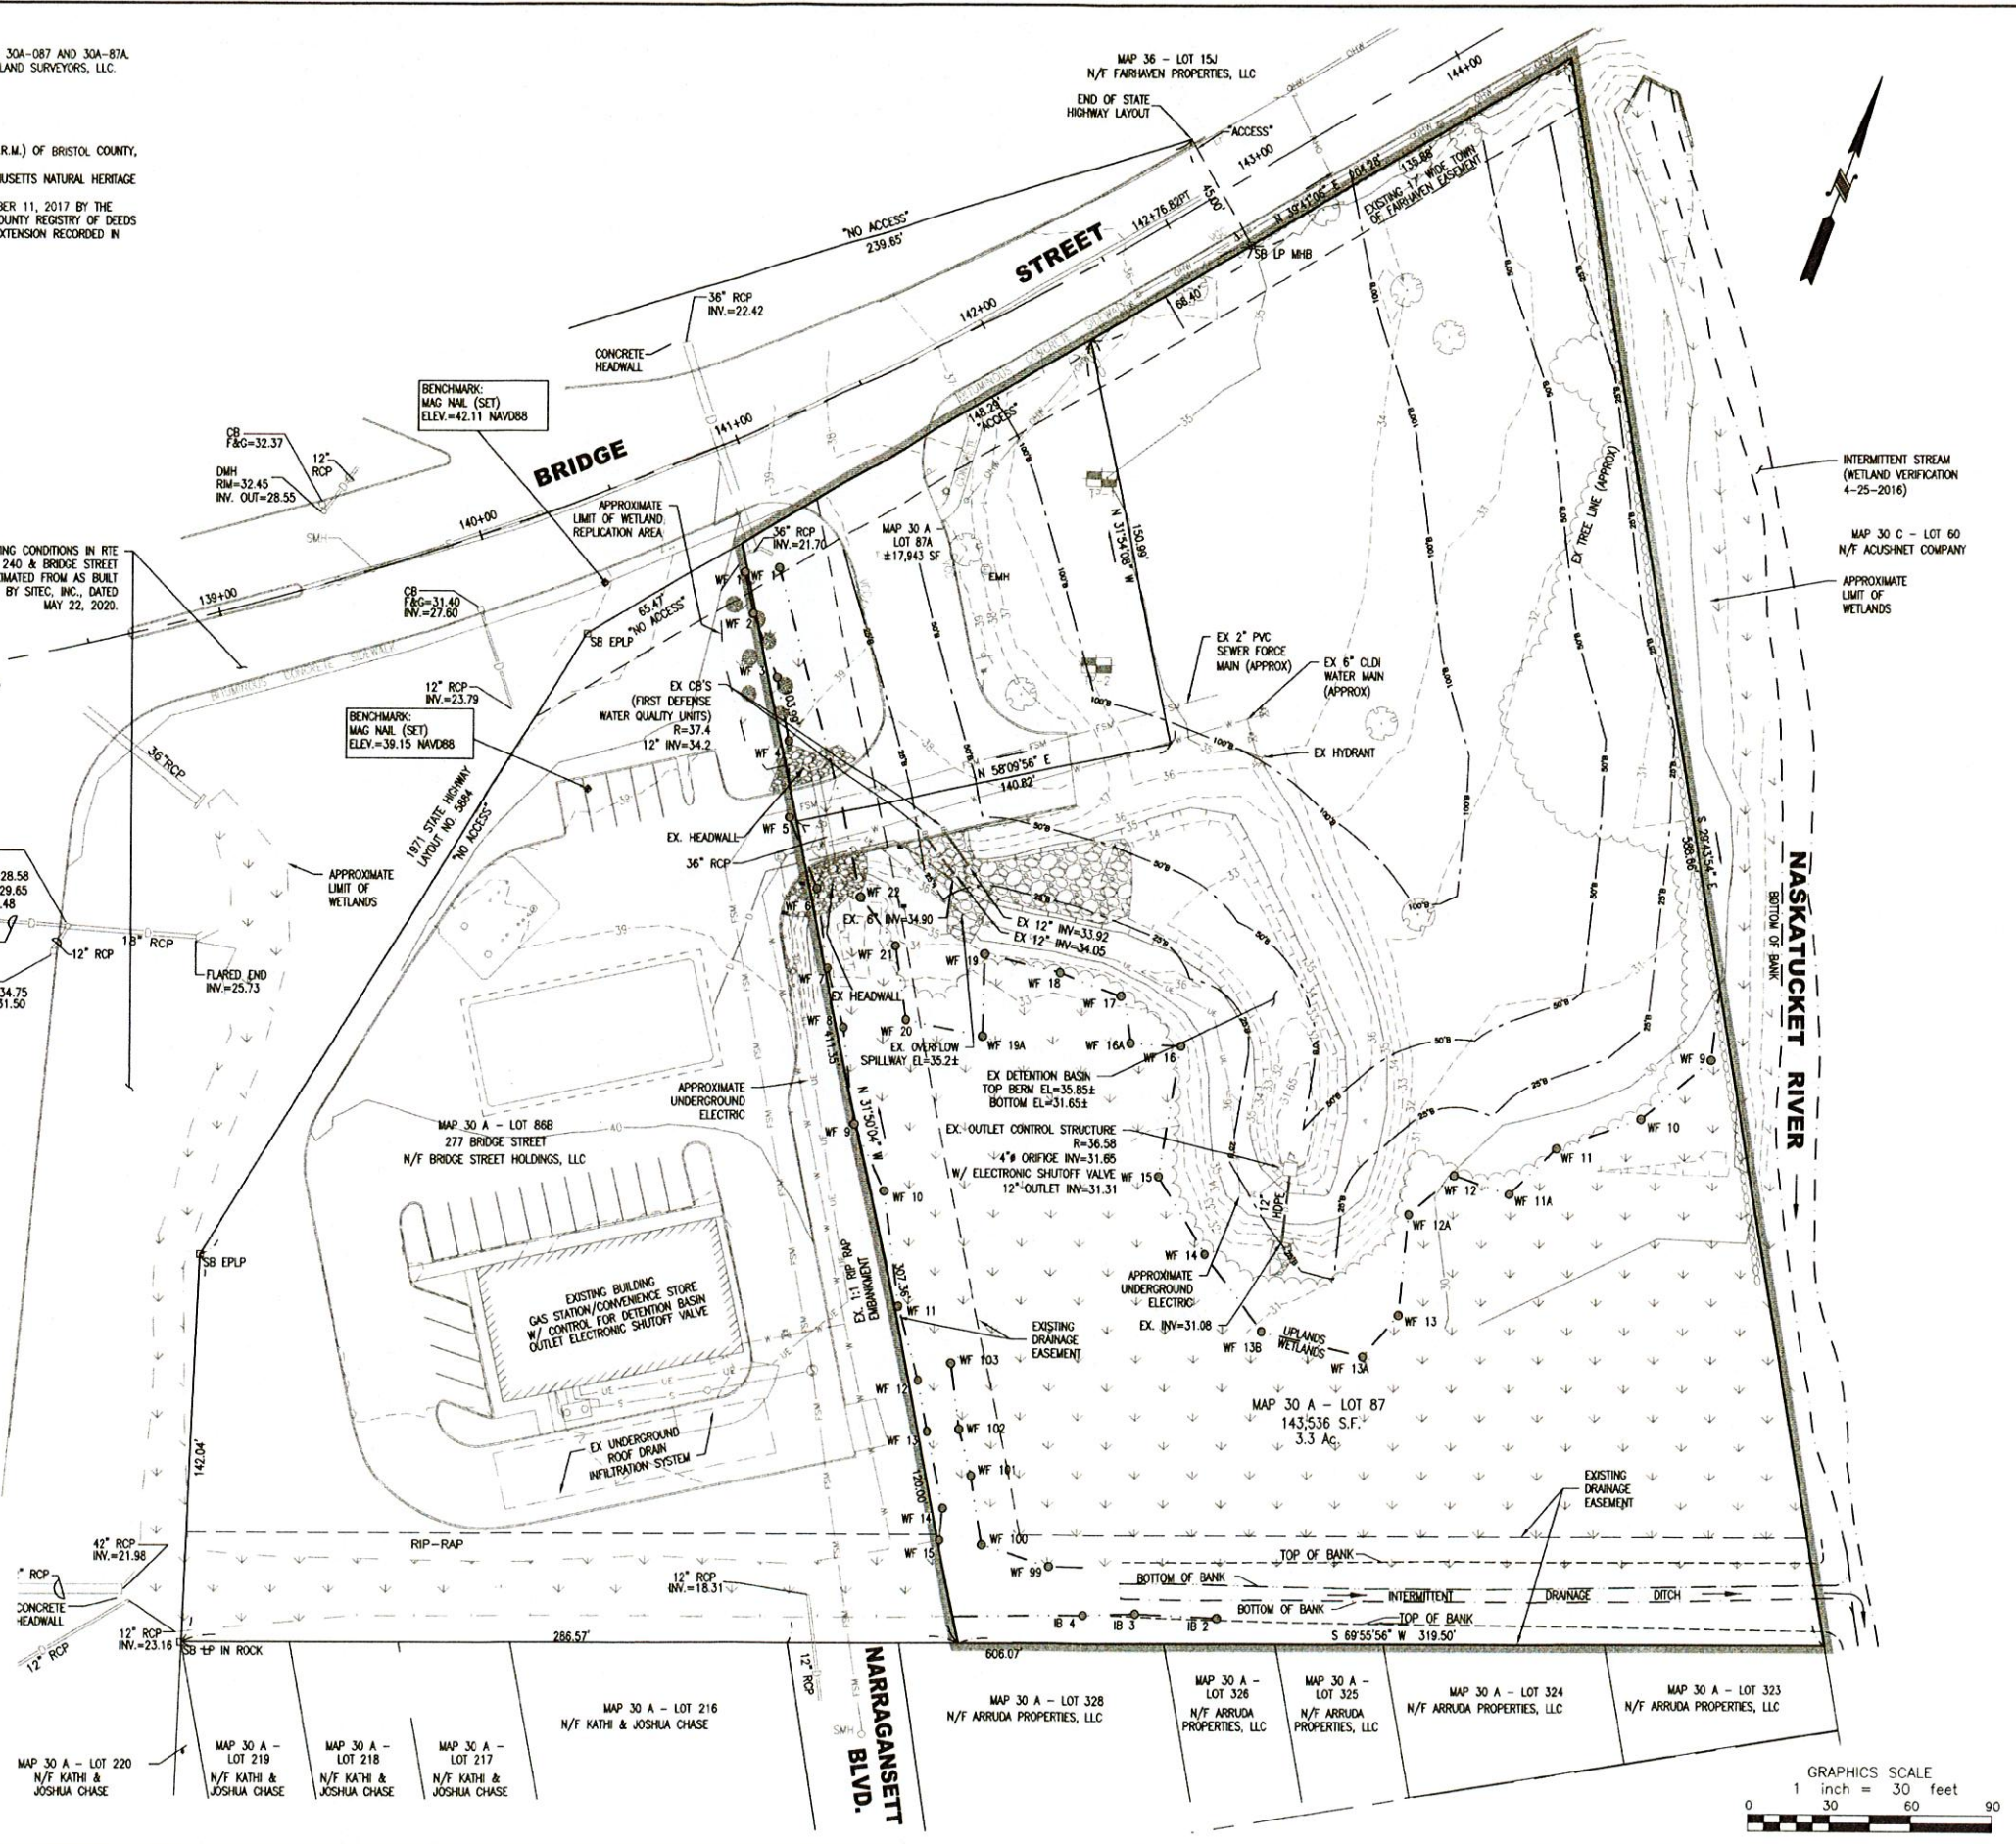 30A-087 AND 30A-87A.
LAND SURVEYORS, LLC.
R.M.) OF BRISTOL COUNTY,
USETTS NATURAL HERITAGE
BER 11, 2017 BY THE
OUNTY REGISTRY OF DEEDS
XTENSION RECORDED IN
MAP 36 - LOT 15J
N/F FAIRHAVEN PROPERTIES, LLC
END OF STATE
HIGHWAY LAYOUT
"ACCESS"
144+00
143+00
142+76.82PT
45.00'
N 39°41'06" E
204.28'
135.88'
EXISTING 17' WIDE TOWN
OF FAIRHAVEN EASEMENT
"NO ACCESS"
239.65'
STREET
SB LP MHB
68.40'
142+00
36" RCP
INV.=22.42
CONCRETE
HEADWALL
BITUMINOUS CONCRETE SIDEWALK
BENCHMARK:
MAG NAIL (SET)
ELEV.=42.11 NAVD88
148.29'
"ACCESS"
141+00
CB
F&G=32.37
12"
RCP
DMH
RIM=32.45
INV. OUT=28.55
BRIDGE
140+00
SMH
APPROXIMATE
LIMIT OF WETLAND
REPLICATION AREA
36" RCP
INV.=21.70
MAP 30 A -
LOT 87A
±17,943 SF
EMH
150.99'
N 31°54'08" W
EX TREE LINE (APPROX)
INTERMITTENT STREAM
(WETLAND VERIFICATION
4-25-2016)
MAP 30 C - LOT 60
N/F ACUSHNET COMPANY
APPROXIMATE
LIMIT OF
WETLANDS
ING CONDITIONS IN RTE
240 & BRIDGE STREET
IMATED FROM AS BUILT
BY SITEC, INC., DATED
MAY 22, 2020.
139+00
CB
F&G=31.40
INV.=27.60
65.47'
"NO ACCESS"
SB EPLP
WF 1
WF 1
WF 2
WF 3
103.99'
WF 4
BITUMINOUS CONCRETE SIDEWALK
12" RCP
INV.=23.79
BENCHMARK:
MAG NAIL (SET)
ELEV.=39.15 NAVD88
EX CB'S
(FIRST DEFENSE
WATER QUALITY UNITS)
R=37.4
12" INV=34.2
EX 2" PVC
SEWER FORCE
MAIN (APPROX)
EX 6" CLDI
WATER MAIN
(APPROX)
EX HYDRANT
36"RCP
1971 STATE HIGHWAY
LAYOUT NO. 5884
"NO ACCESS"
N 58°09'56" E
140.82'
EX. HEADWALL
WF 5
36" RCP
APPROXIMATE
LIMIT OF
WETLANDS
28.58
29.65
.48
18" RCP
12" RCP
FLARED END
INV.=25.73
34.75
31.50
WF 6
WF 22
EX. 6" INV=34.90
EX 12" INV=33.92
EX 12" INV=34.05
WF 21
WF 19
WF 18
WF 17
WF 7
EX HEADWALL
WF 8
WF 20
WF 19A
WF 16A
WF 16
EX. OVERFLOW
SPILLWAY EL=35.2±
411.35'
S 29°43'54" E
588.66'
NASKATUCKET RIVER
BOTTOM OF BANK
WF 9
APPROXIMATE
UNDERGROUND
ELECTRIC
EX DETENTION BASIN
TOP BERM EL=35.85±
BOTTOM EL=31.65±
MAP 30 A - LOT 86B
277 BRIDGE STREET
N/F BRIDGE STREET HOLDINGS, LLC
N 31°50'04" W
WF 9
WF 10
EX. OUTLET CONTROL STRUCTURE
R=36.58
4"ø ORIFICE INV=31.65
W/ ELECTRONIC SHUTOFF VALVE
12" OUTLET INV=31.31
WF 15
12"
HDPE
WF 10
WF 11
WF 11A
WF 12
WF 12A
WF 14
SB EPLP
EXISTING BUILDING
GAS STATION/CONVENIENCE STORE
W/ CONTROL FOR DETENTION BASIN
OUTLET ELECTRONIC SHUTOFF VALVE
EX. 1:1 RIP RAP
EMBANKMENT
307.36'
WF 11
APPROXIMATE
UNDERGROUND
ELECTRIC
EX. INV=31.08
WF 13
WF 13B
UPLANDS
WETLANDS
WF 13A
EXISTING
DRAINAGE
EASEMENT
WF 103
WF 12
MAP 30 A - LOT 87
143,536 S.F.
3.3 Ac.
WF 102
WF 13
EX UNDERGROUND
ROOF DRAIN
INFILTRATION SYSTEM
142.04'
WF 101
120.00'
EXISTING
DRAINAGE
EASEMENT
WF 14
WF 100
WF 15
WF 99
42" RCP
INV.=21.98
RIP-RAP
12" RCP
INV.=18.31
TOP OF BANK
BOTTOM OF BANK
INTERMITTENT DRAINAGE DITCH
BOTTOM OF BANK
TOP OF BANK
IB 4
IB 3
IB 2
S 69°55'56" W 319.50'
" RCP
CONCRETE
HEADWALL
12" RCP
12" RCP
INV.=23.16
SB LP IN ROCK
286.57'
606.07'
12" RCP
SMH
NARRAGANSETT
BLVD.
MAP 30 A - LOT 220
N/F KATHI &
JOSHUA CHASE
MAP 30 A -
LOT 219
N/F KATHI &
JOSHUA CHASE
MAP 30 A -
LOT 218
N/F KATHI &
JOSHUA CHASE
MAP 30 A -
LOT 217
N/F KATHI &
JOSHUA CHASE
MAP 30 A - LOT 216
N/F KATHI & JOSHUA CHASE
MAP 30 A - LOT 328
N/F ARRUDA PROPERTIES, LLC
MAP 30 A -
LOT 326
N/F ARRUDA
PROPERTIES, LLC
MAP 30 A -
LOT 325
N/F ARRUDA
PROPERTIES, LLC
MAP 30 A - LOT 324
N/F ARRUDA PROPERTIES, LLC
MAP 30 A - LOT 323
N/F ARRUDA PROPERTIES, LLC
GRAPHICS SCALE
1 inch = 30 feet
0 30 60 90